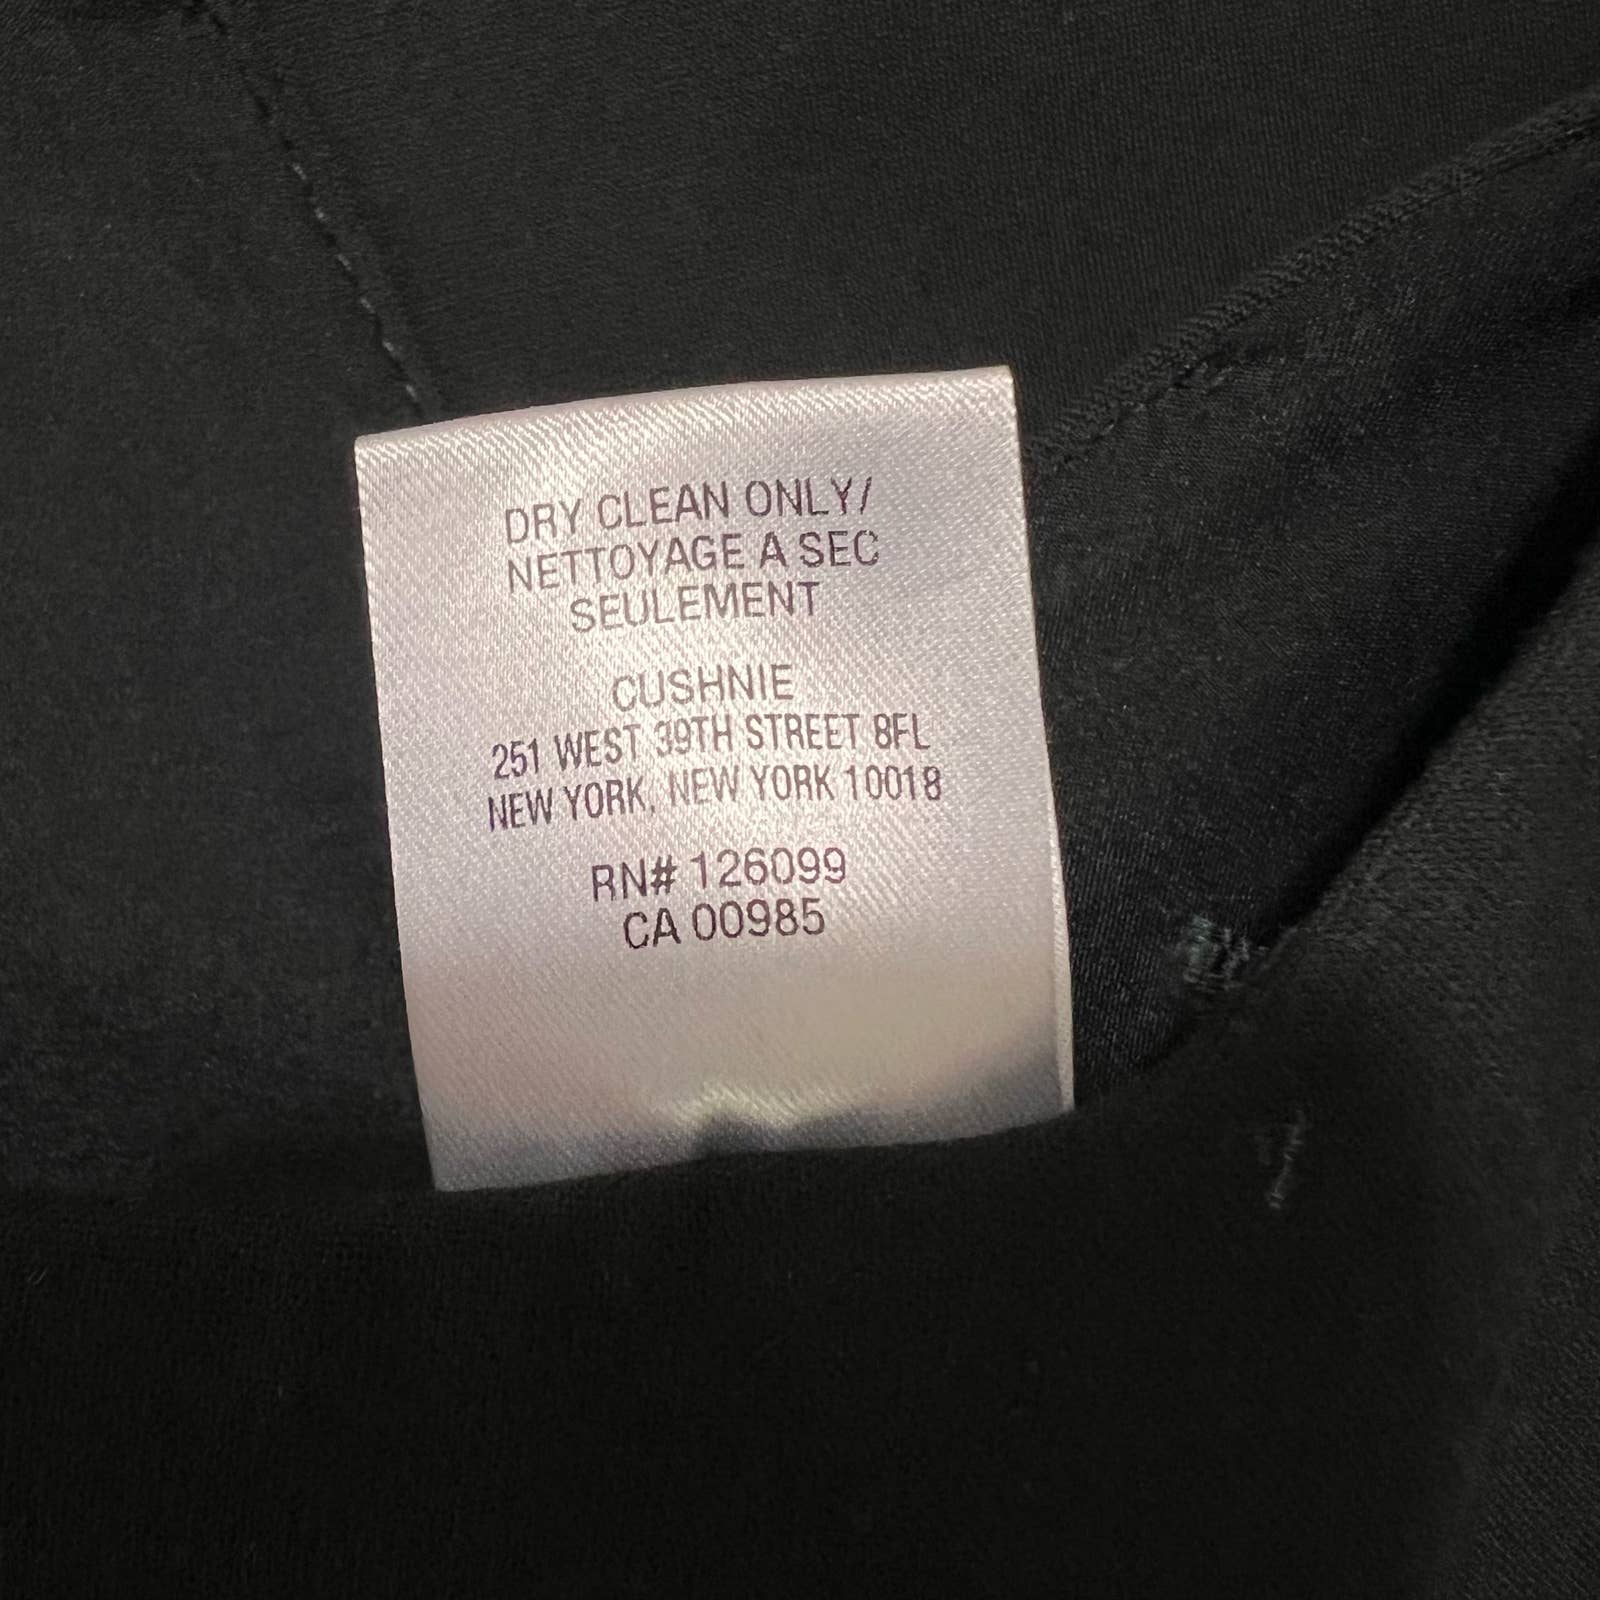 DRY CLEAN ONLY/
NETTOYAGE A SEC
SEULEMENT
CUSHNIE
251 WEST 39TH STREET 8FL
NEW YORK, NEW YORK 10018
RN# 126099
CA 00985